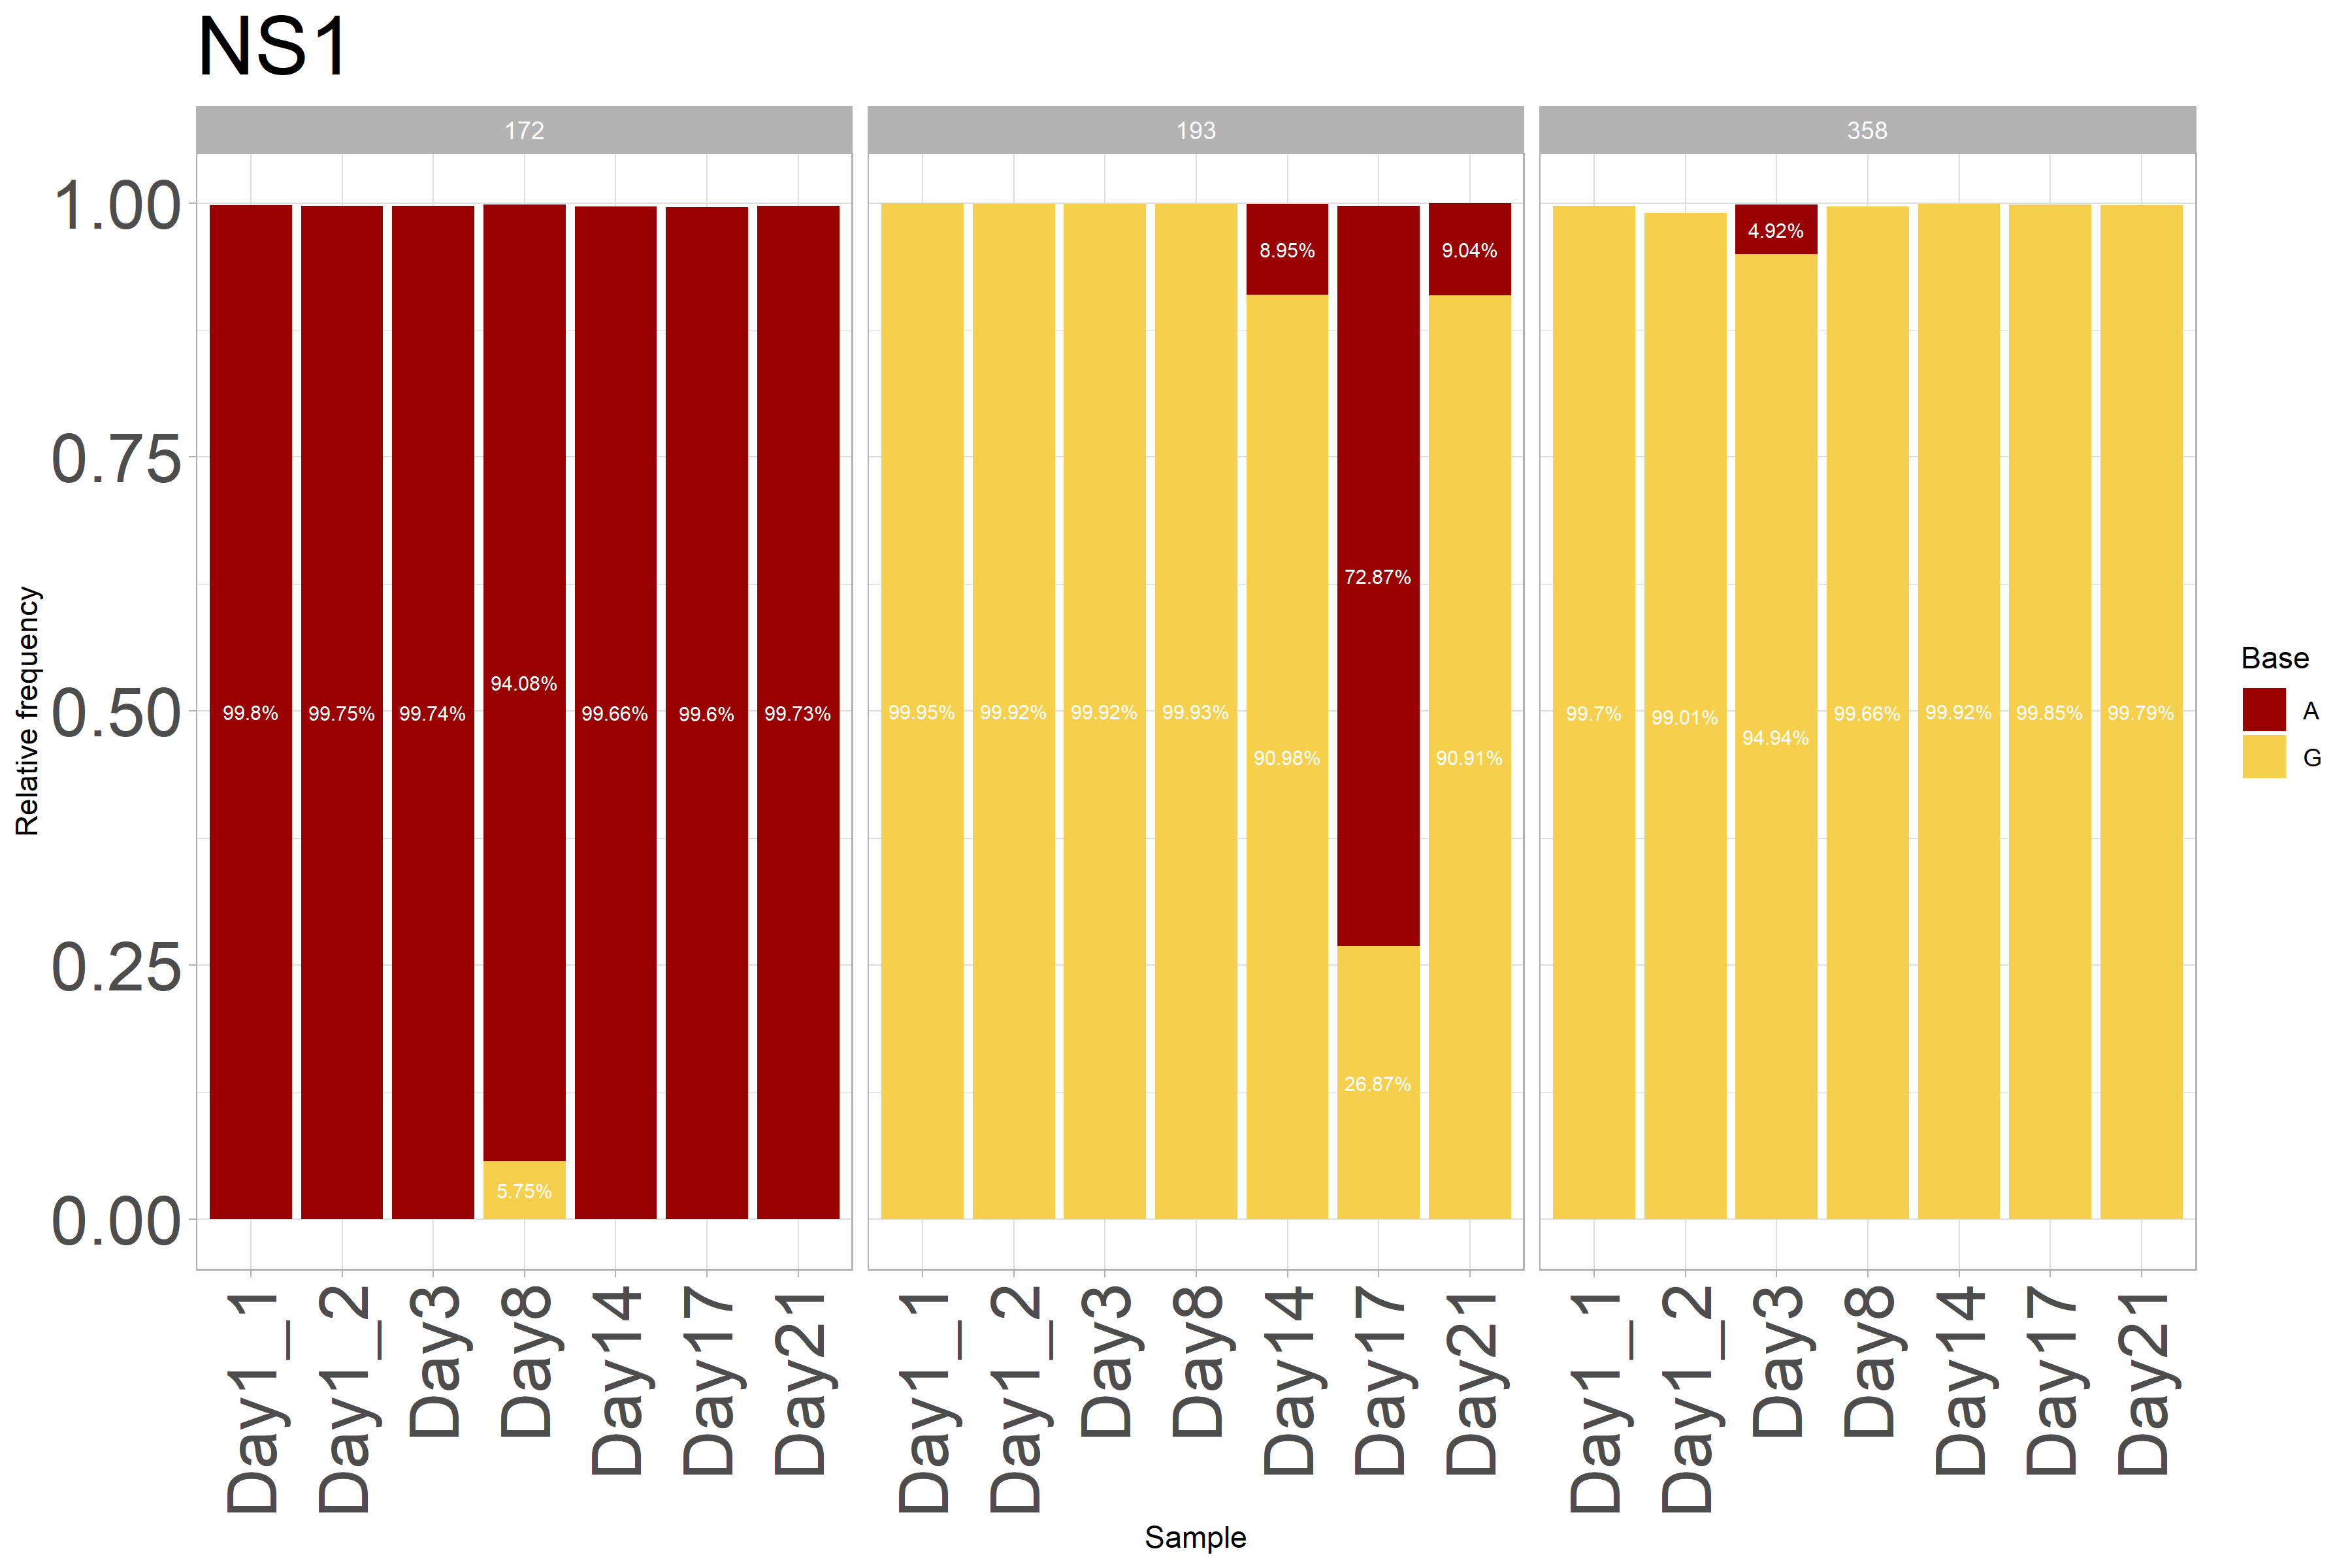 NS1
172 193 358
1.00
0.75
0.50
0.25
0.00
Relative frequency
99.8% 99.75% 99.74% 94.08% 5.75% 99.66% 99.6% 99.73%
99.95% 99.92% 99.92% 99.93% 8.95% 90.98% 72.87% 26.87% 9.04% 90.91%
99.7% 99.01% 4.92% 94.94% 99.66% 99.92% 99.85% 99.79%
Day1_1 Day1_2 Day3 Day8 Day14 Day17 Day21
Day1_1 Day1_2 Day3 Day8 Day14 Day17 Day21
Day1_1 Day1_2 Day3 Day8 Day14 Day17 Day21
Sample
Base
A
G